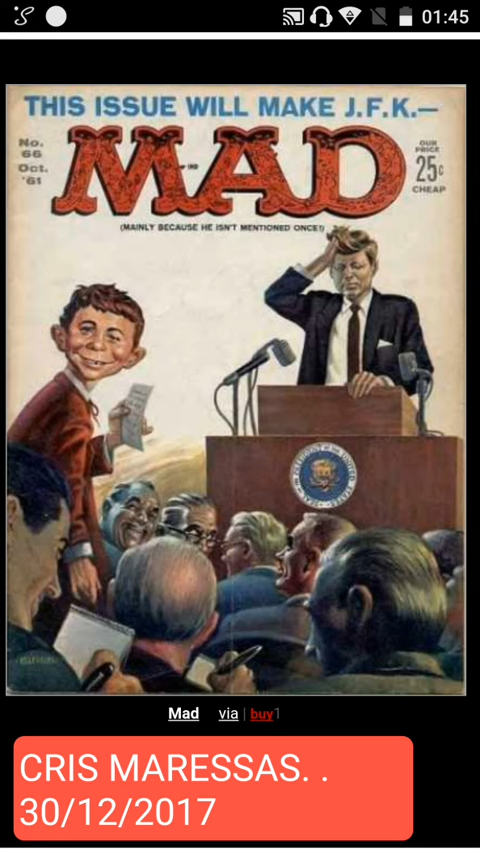 01:45
THIS ISSUE WILL MAKE J.F.K.—
No.
66
Oct.
'61
MAD
IND
OUR
PRICE
25¢
CHEAP
(MAINLY BECAUSE HE ISN'T MENTIONED ONCE!)
Mad via | buy1
CRIS MARESSAS. .
30/12/2017